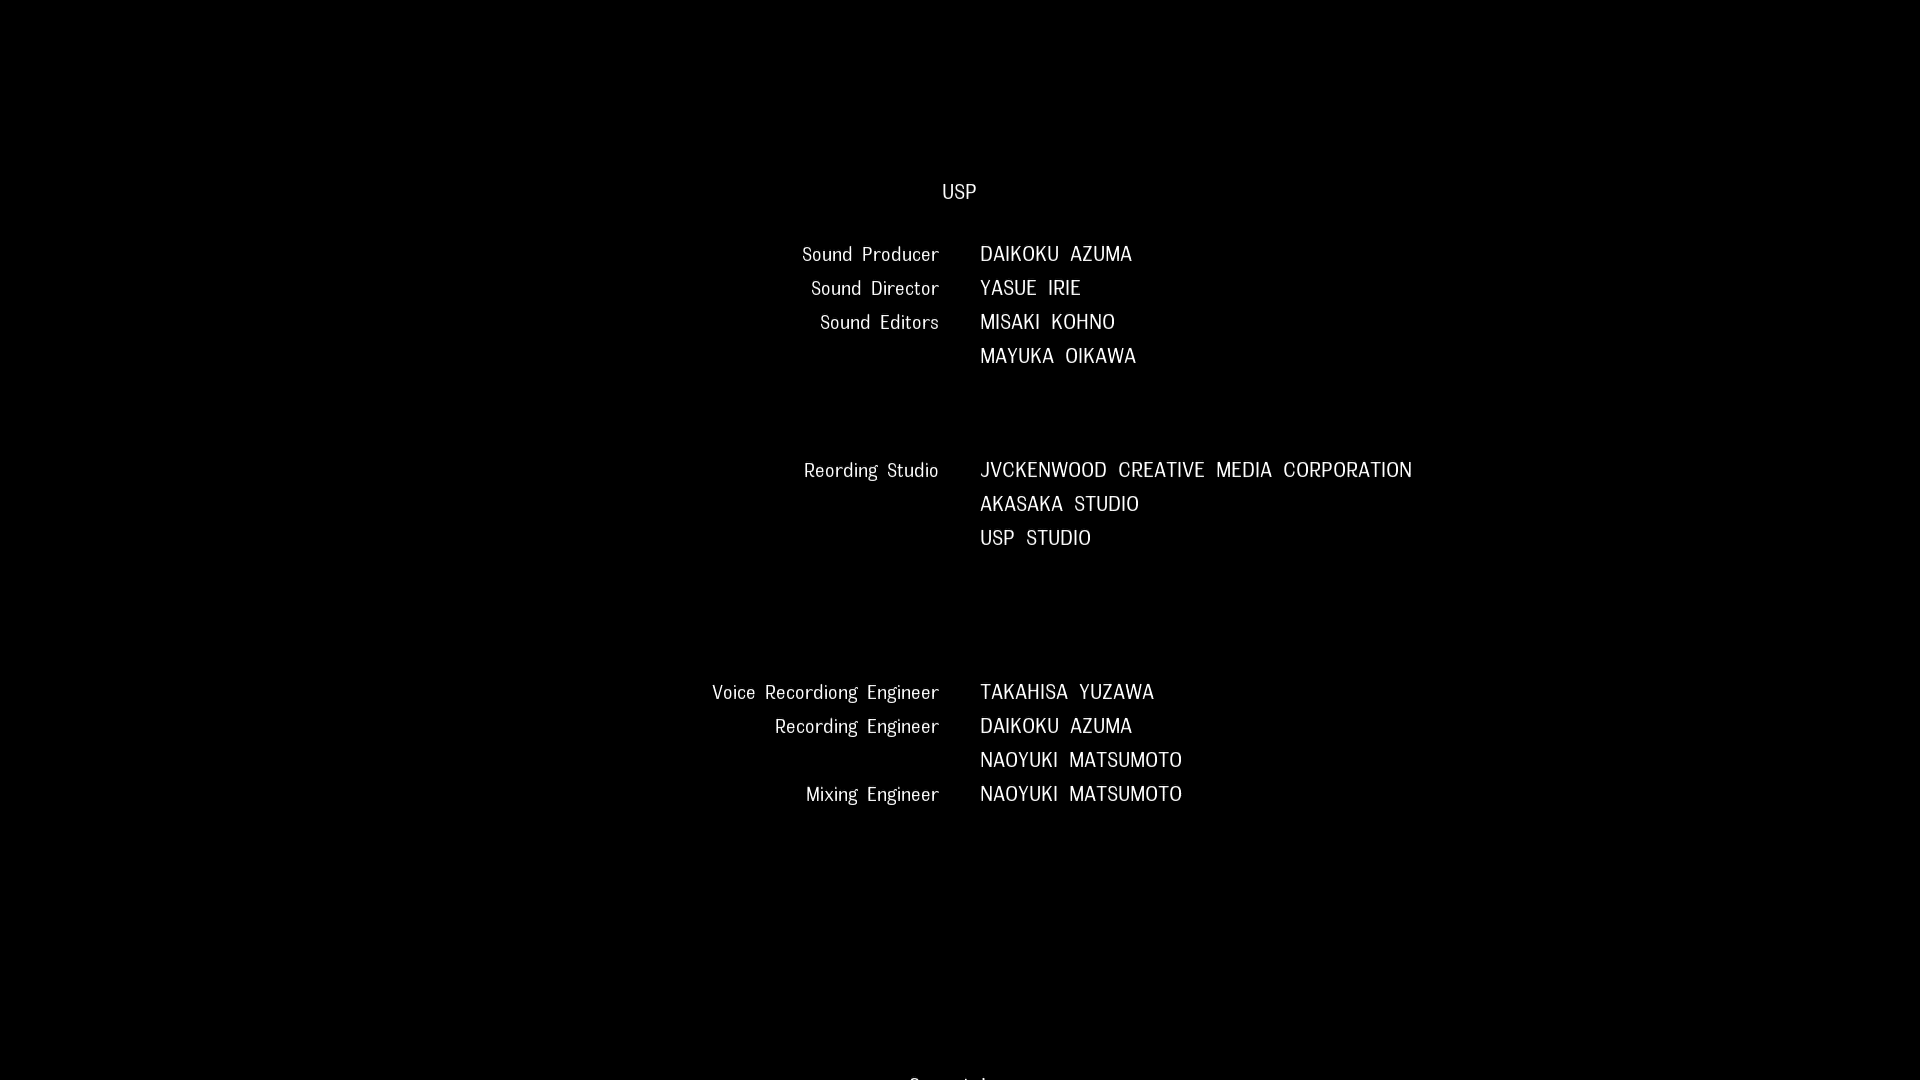 USP
Sound Producer DAIKOKU AZUMA
Sound Director YASUE IRIE
Sound Editors MISAKI KOHNO
MAYUKA OIKAWA
Reording Studio JVCKENWOOD CREATIVE MEDIA CORPORATION
AKASAKA STUDIO
USP STUDIO
Voice Recordiong Engineer TAKAHISA YUZAWA
Recording Engineer DAIKOKU AZUMA
NAOYUKI MATSUMOTO
Mixing Engineer NAOYUKI MATSUMOTO